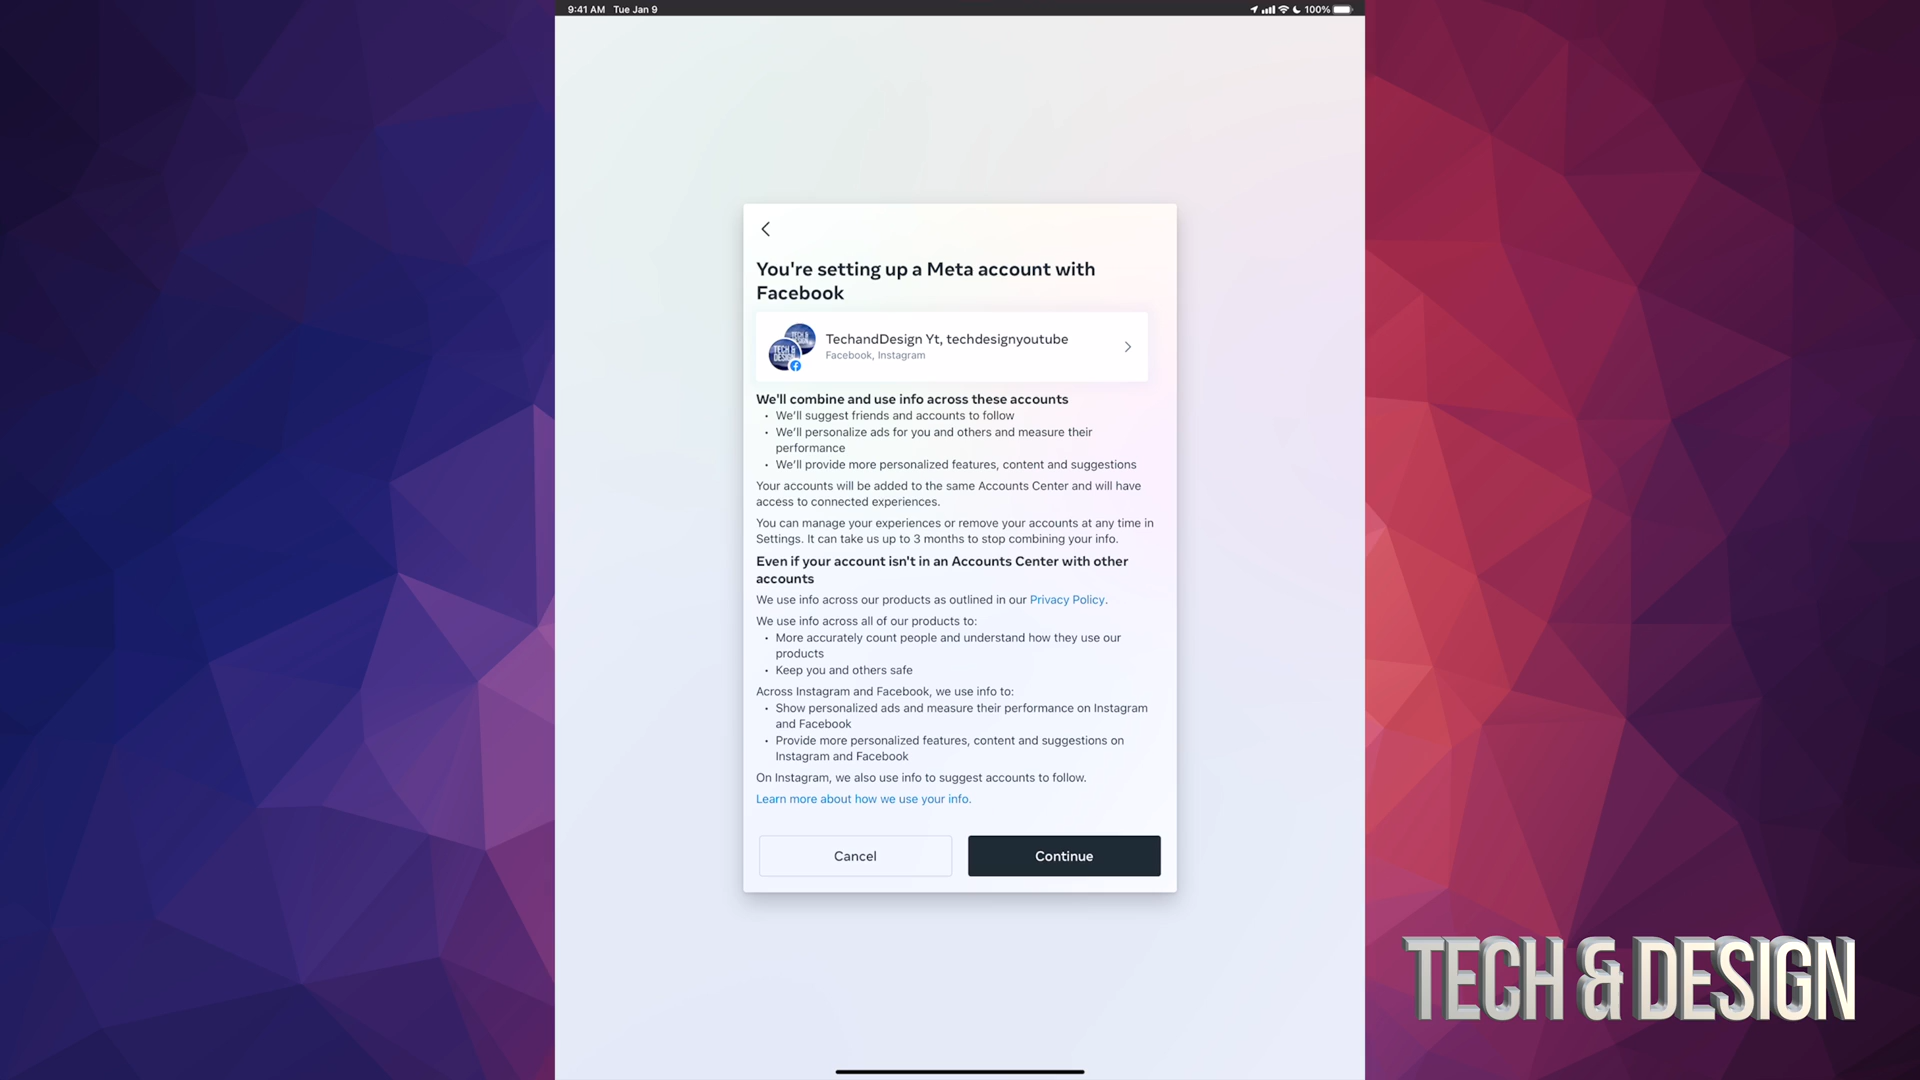 9:41 AM Tue Jan 9
100%
You're setting up a Meta account with
Facebook
TechandDesign Yt, techdesignyoutube
Facebook, Instagram
We'll combine and use info across these accounts
• We'll suggest friends and accounts to follow
• We'll personalize ads for you and others and measure their
performance
• We'll provide more personalized features, content and suggestions
Your accounts will be added to the same Accounts Center and will have
access to connected experiences.
You can manage your experiences or remove your accounts at any time in
Settings. It can take us up to 3 months to stop combining your info.
Even if your account isn't in an Accounts Center with other
accounts
We use info across our products as outlined in our Privacy Policy.
We use info across all of our products to:
• More accurately count people and understand how they use our
products
• Keep you and others safe
Across Instagram and Facebook, we use info to:
• Show personalized ads and measure their performance on Instagram
and Facebook
• Provide more personalized features, content and suggestions on
Instagram and Facebook
On Instagram, we also use info to suggest accounts to follow.
Learn more about how we use your info.
Cancel
Continue
TECH & DESIGN